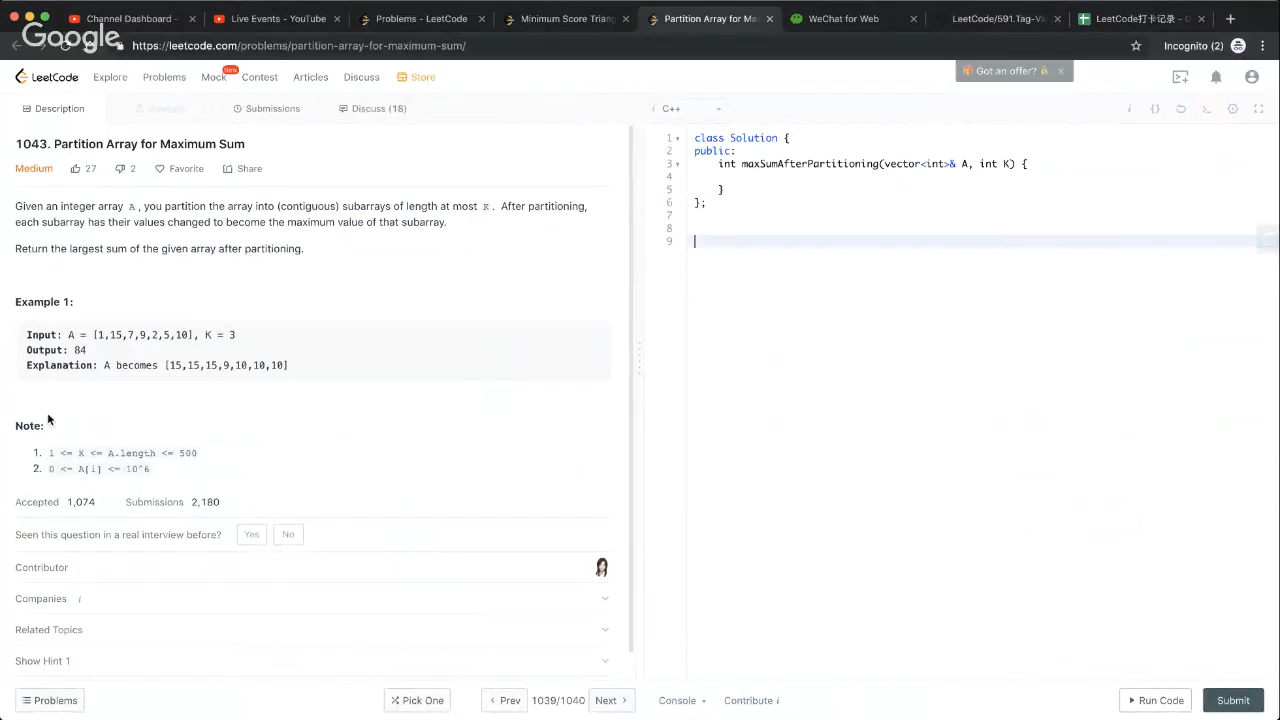 Channel Dashboard - × Live Events - YouTube × Problems - LeetCode × Minimum Score Triang × Partition Array for Ma × WeChat for Web × LeetCode/591.Tag-Va × LeetCode打卡记录 - G × +
Google
https://leetcode.com/problems/partition-array-for-maximum-sum/ Incognito (2)
LeetCode Explore Problems Mock New Contest Articles Discuss Store Got an offer? ×
Description Submissions Discuss (18) i C++ i {}
1043. Partition Array for Maximum Sum
Medium 27 2 Favorite Share
Given an integer array A, you partition the array into (contiguous) subarrays of length at most K. After partitioning,
each subarray has their values changed to become the maximum value of that subarray.
Return the largest sum of the given array after partitioning.
Example 1:
Input: A = [1,15,7,9,2,5,10], K = 3
Output: 84
Explanation: A becomes [15,15,15,9,10,10,10]
Note:
1. 1 <= K <= A.length <= 500
2. 0 <= A[i] <= 10^6
Accepted 1,074 Submissions 2,180
Seen this question in a real interview before? Yes No
Contributor
Companies i
Related Topics
Show Hint 1
Problems Pick One Prev 1039/1040 Next
1 class Solution {
2 public:
3 int maxSumAfterPartitioning(vector<int>& A, int K) {
4
5 }
6 };
7
8
9
Console Contribute i Run Code Submit